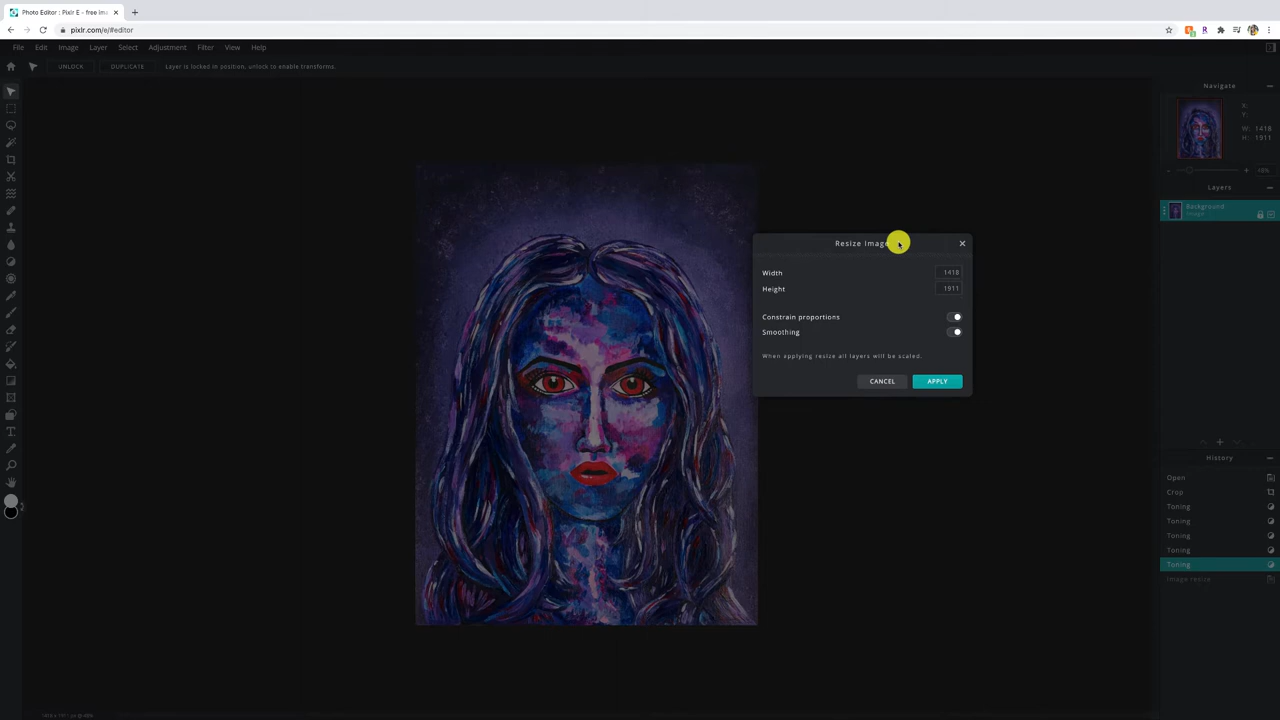 Photo Editor : Pixlr E - free ima
pixlr.com/e/#editor
File Edit Image Layer Select Adjustment Filter View Help
UNLOCK DUPLICATE Layer is locked in position, unlock to enable transforms.
Navigate
X:
Y:
W: 1418
H: 1911
48%
Layers
Background
Image
Resize Image
Width 1418
Height 1911
Constrain proportions
Smoothing
When applying resize all layers will be scaled.
CANCEL APPLY
History
Open
Crop
Toning
Toning
Toning
Toning
Toning
Image resize